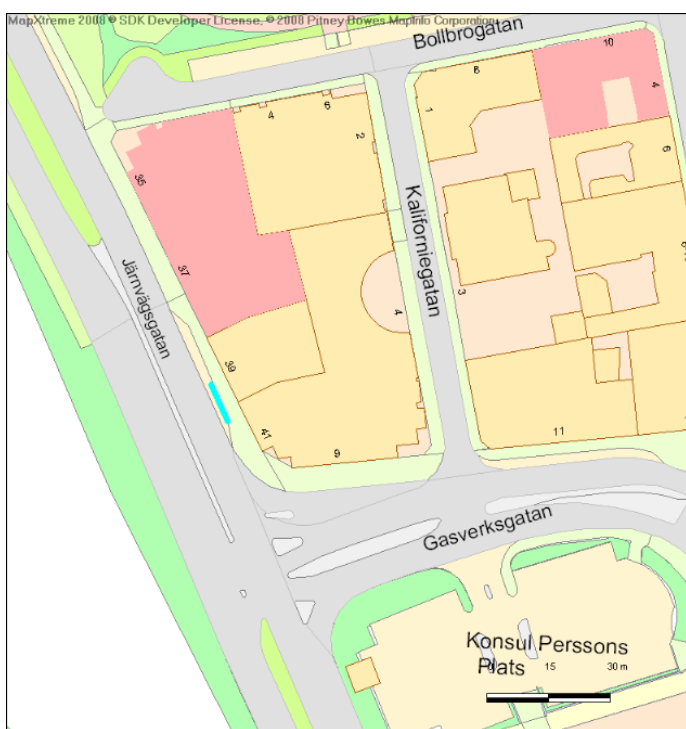 MapXtreme 2008 ® SDK Developer License, © 2008 Pitney Bowes MapInfo Corporation
Bollbrogatan
10
6
4
1
4
6
2
6
35
Kaliforniegatan
37
Järnvägsgatan
3
4
39
41
9
11
Gasverksgatan
Konsul Perssons
Plats
0 15 30 m